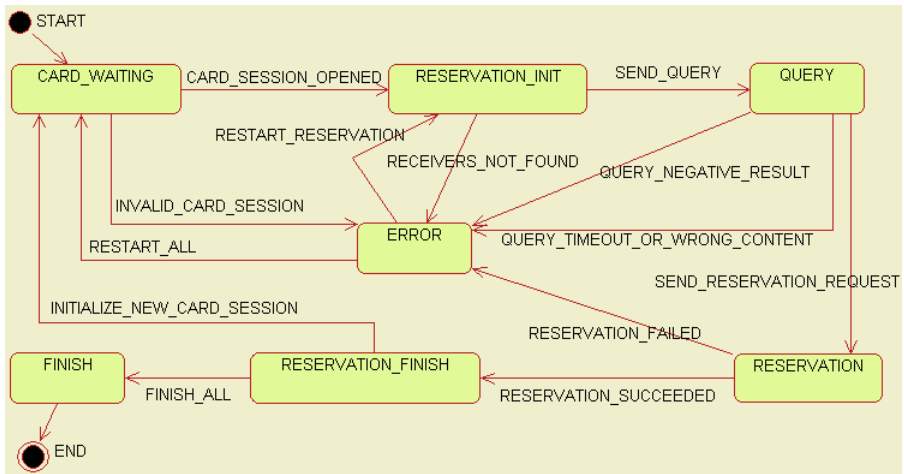 START
CARD_WAITING
CARD_SESSION_OPENED
RESERVATION_INIT
SEND_QUERY
QUERY
RESTART_RESERVATION
RECEIVERS_NOT_FOUND
QUERY_NEGATIVE_RESULT
INVALID_CARD_SESSION
ERROR
QUERY_TIMEOUT_OR_WRONG_CONTENT
RESTART_ALL
SEND_RESERVATION_REQUEST
INITIALIZE_NEW_CARD_SESSION
RESERVATION_FAILED
FINISH
RESERVATION_FINISH
RESERVATION
FINISH_ALL
RESERVATION_SUCCEEDED
END